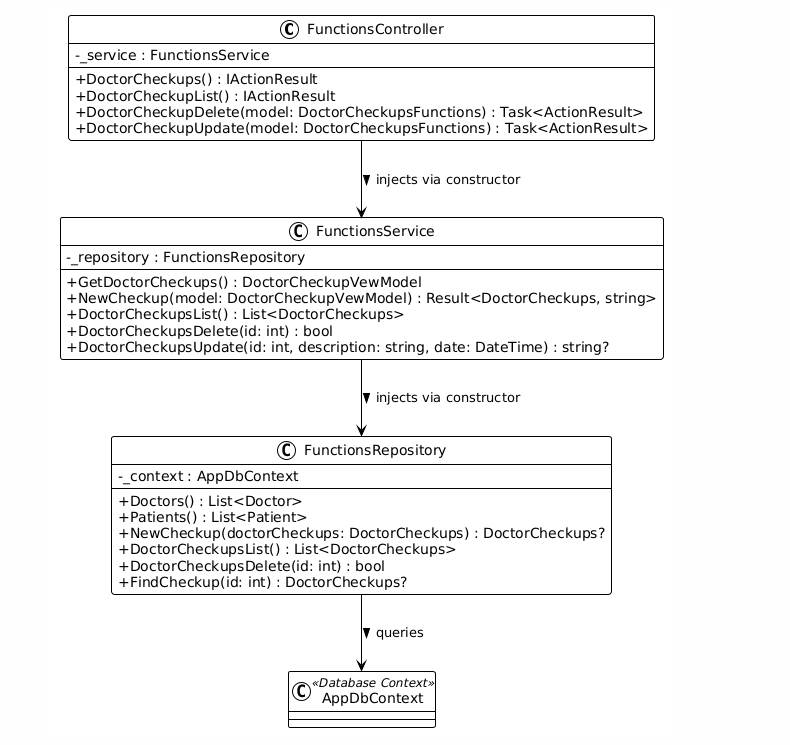 C FunctionsController
-_service : FunctionsService
+DoctorCheckups() : IActionResult
+DoctorCheckupList() : IActionResult
+DoctorCheckupDelete(model: DoctorCheckupsFunctions) : Task<ActionResult>
+DoctorCheckupUpdate(model: DoctorCheckupsFunctions) : Task<ActionResult>
injects via constructor
C FunctionsService
-_repository : FunctionsRepository
+GetDoctorCheckups() : DoctorCheckupVewModel
+NewCheckup(model: DoctorCheckupVewModel) : Result<DoctorCheckups, string>
+DoctorCheckupsList() : List<DoctorCheckups>
+DoctorCheckupsDelete(id: int) : bool
+DoctorCheckupsUpdate(id: int, description: string, date: DateTime) : string?
injects via constructor
C FunctionsRepository
-_context : AppDbContext
+Doctors() : List<Doctor>
+Patients() : List<Patient>
+NewCheckup(doctorCheckups: DoctorCheckups) : DoctorCheckups?
+DoctorCheckupsList() : List<DoctorCheckups>
+DoctorCheckupsDelete(id: int) : bool
+FindCheckup(id: int) : DoctorCheckups?
queries
«Database Context»
C AppDbContext